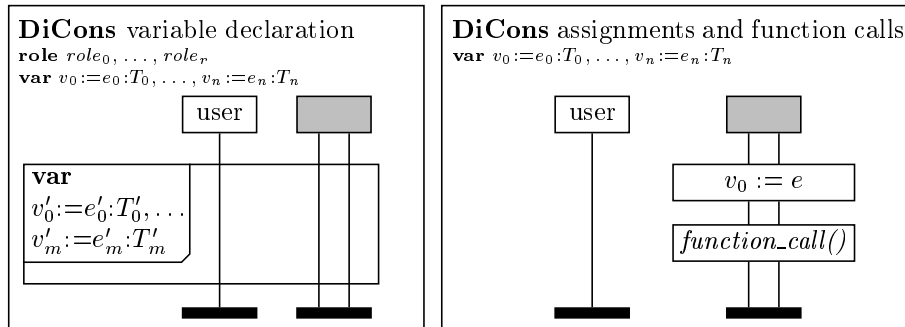 DiCons variable declaration
role role₀, ..., roleᵣ
var v₀:=e₀:T₀, ..., vₙ:=eₙ:Tₙ
user
var
v′₀:=e′₀:T′₀, ...
v′ₘ:=e′ₘ:T′ₘ
DiCons assignments and function calls
var v₀:=e₀:T₀, ..., vₙ:=eₙ:Tₙ
user
v₀ := e
function_call()